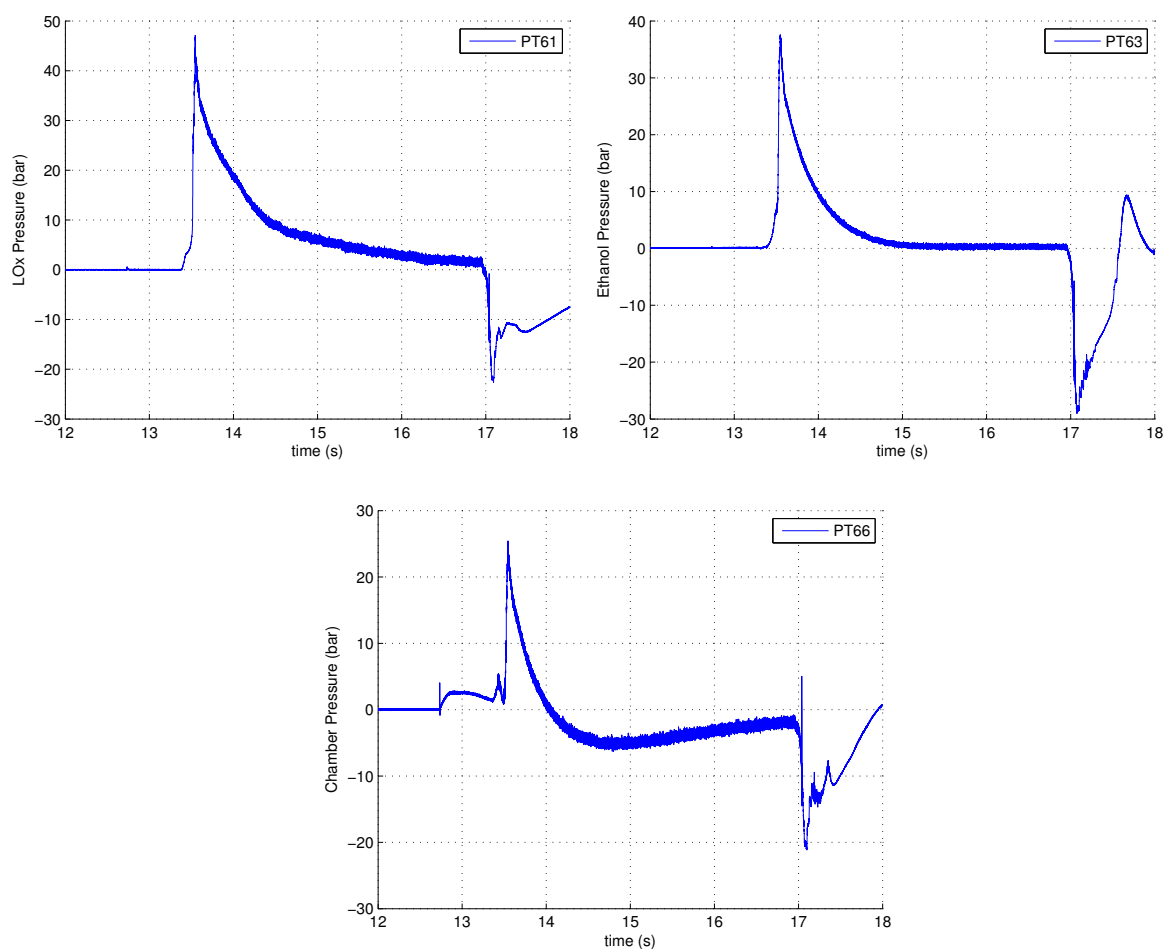 50
40
30
20
10
0
−10
−20
−30
12 13 14 15 16 17 18
time (s)
LOx Pressure (bar)
PT61
40
30
20
10
0
−10
−20
−30
12 13 14 15 16 17 18
time (s)
Ethanol Pressure (bar)
PT63
30
20
10
0
−10
−20
−30
12 13 14 15 16 17 18
time (s)
Chamber Pressure (bar)
PT66